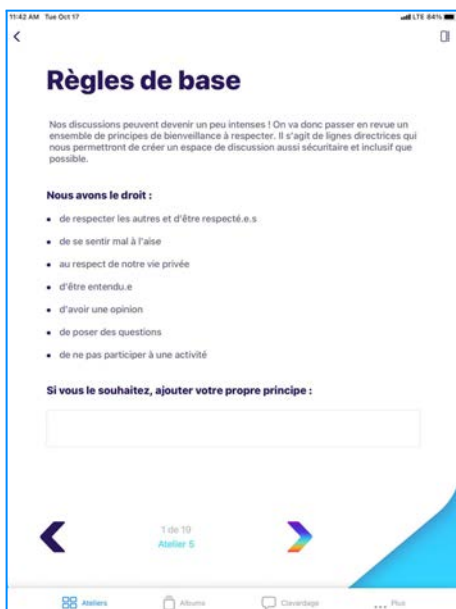 11:42 AM Tue Oct 17
LTE 84%
Règles de base
Nos discussions peuvent devenir un peu intenses ! On va donc passer en revue un
ensemble de principes de bienveillance à respecter. Il s'agit de lignes directrices qui
nous permettront de créer un espace de discussion aussi sécuritaire et inclusif que
possible.
Nous avons le droit :
• de respecter les autres et d'être respecté.e.s
• de se sentir mal à l'aise
• au respect de notre vie privée
• d'être entendu.e
• d'avoir une opinion
• de poser des questions
• de ne pas participer à une activité
Si vous le souhaitez, ajouter votre propre principe :
1 de 19
Atelier 5
Ateliers
Albums
Clavardage
Plus